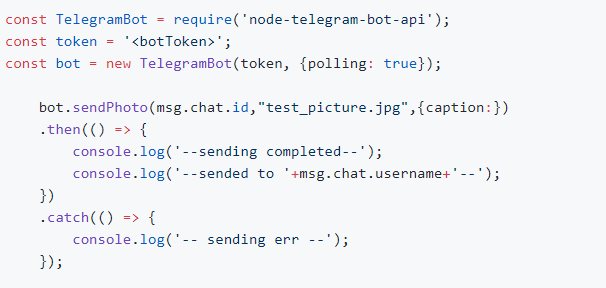 const TelegramBot = require('node-telegram-bot-api');
const token = '<botToken>';
const bot = new TelegramBot(token, {polling: true});
bot.sendPhoto(msg.chat.id,"test_picture.jpg",{caption:})
.then(() => {
console.log('--sending completed--');
console.log('--sended to '+msg.chat.username+'--');
})
.catch(() => {
console.log('-- sending err --');
});